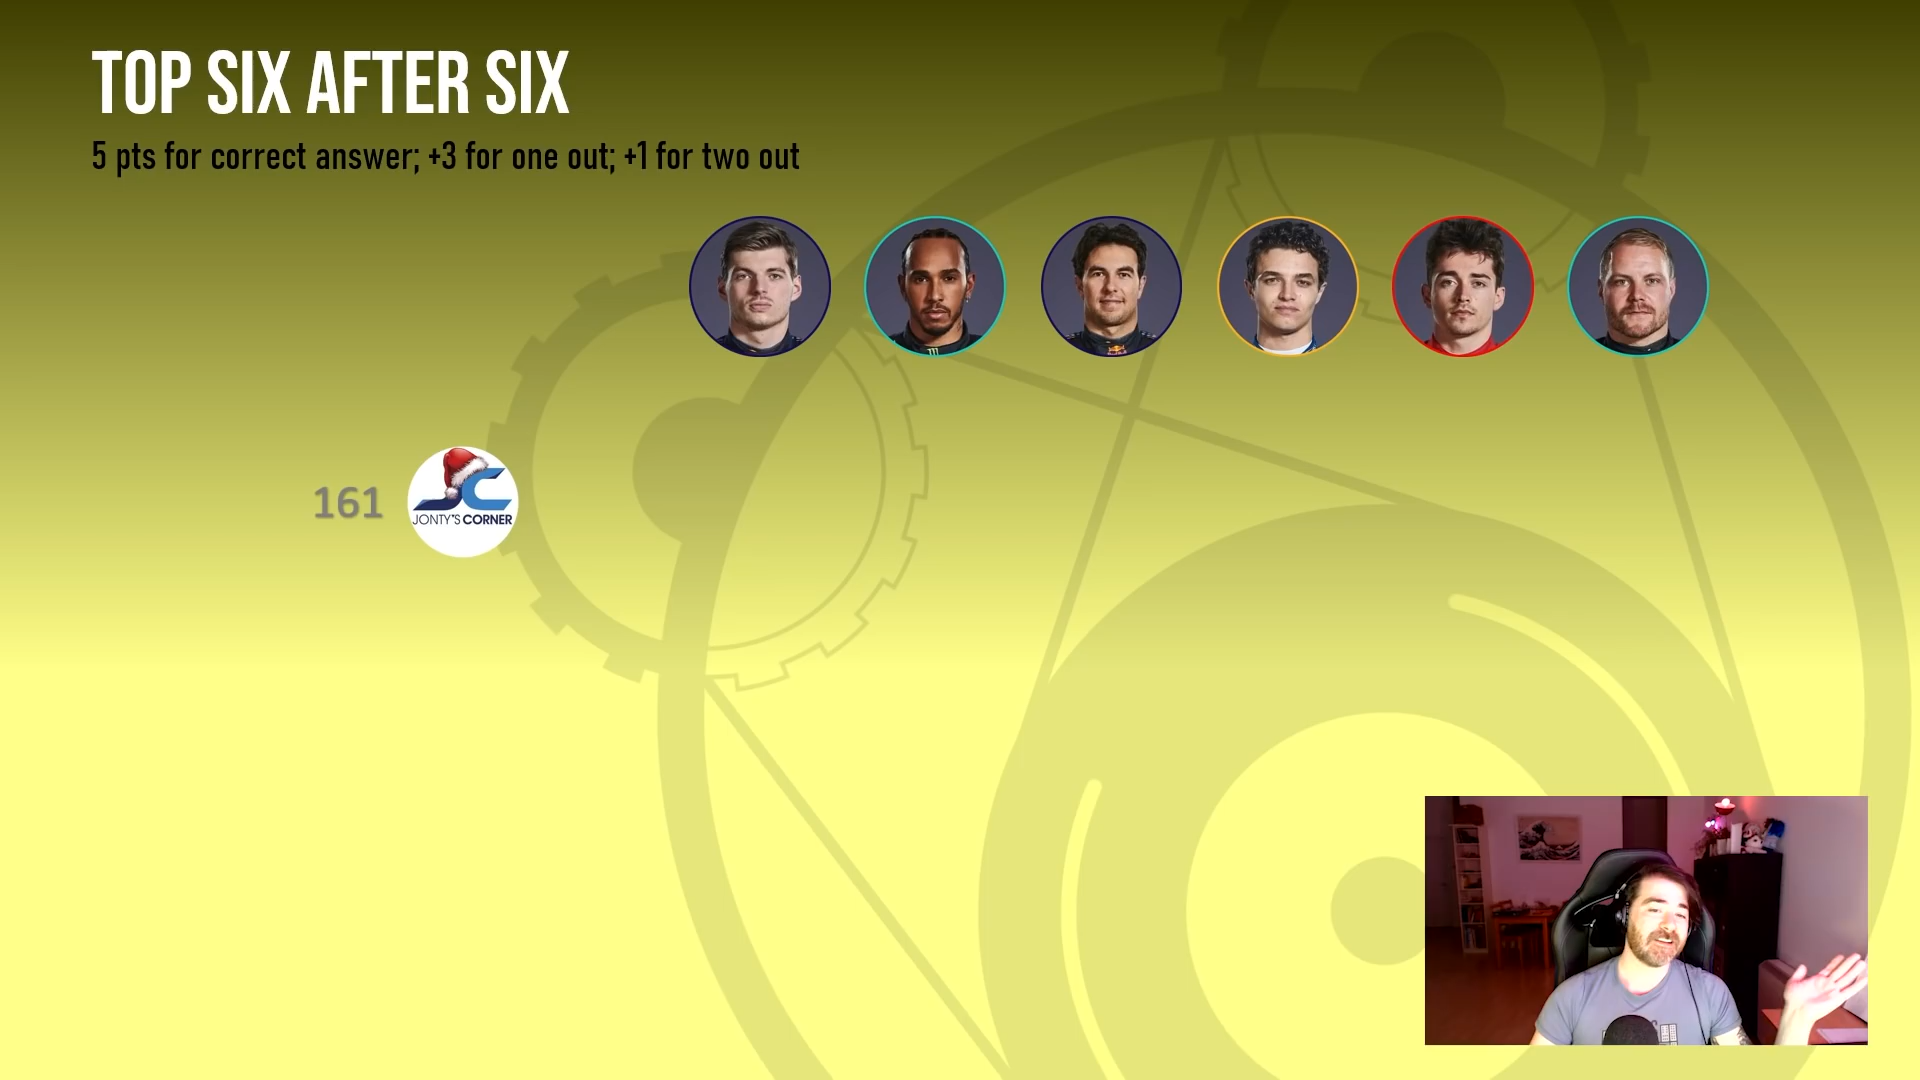 TOP SIX AFTER SIX
5 pts for correct answer; +3 for one out; +1 for two out
161
JC
JONTY'S CORNER